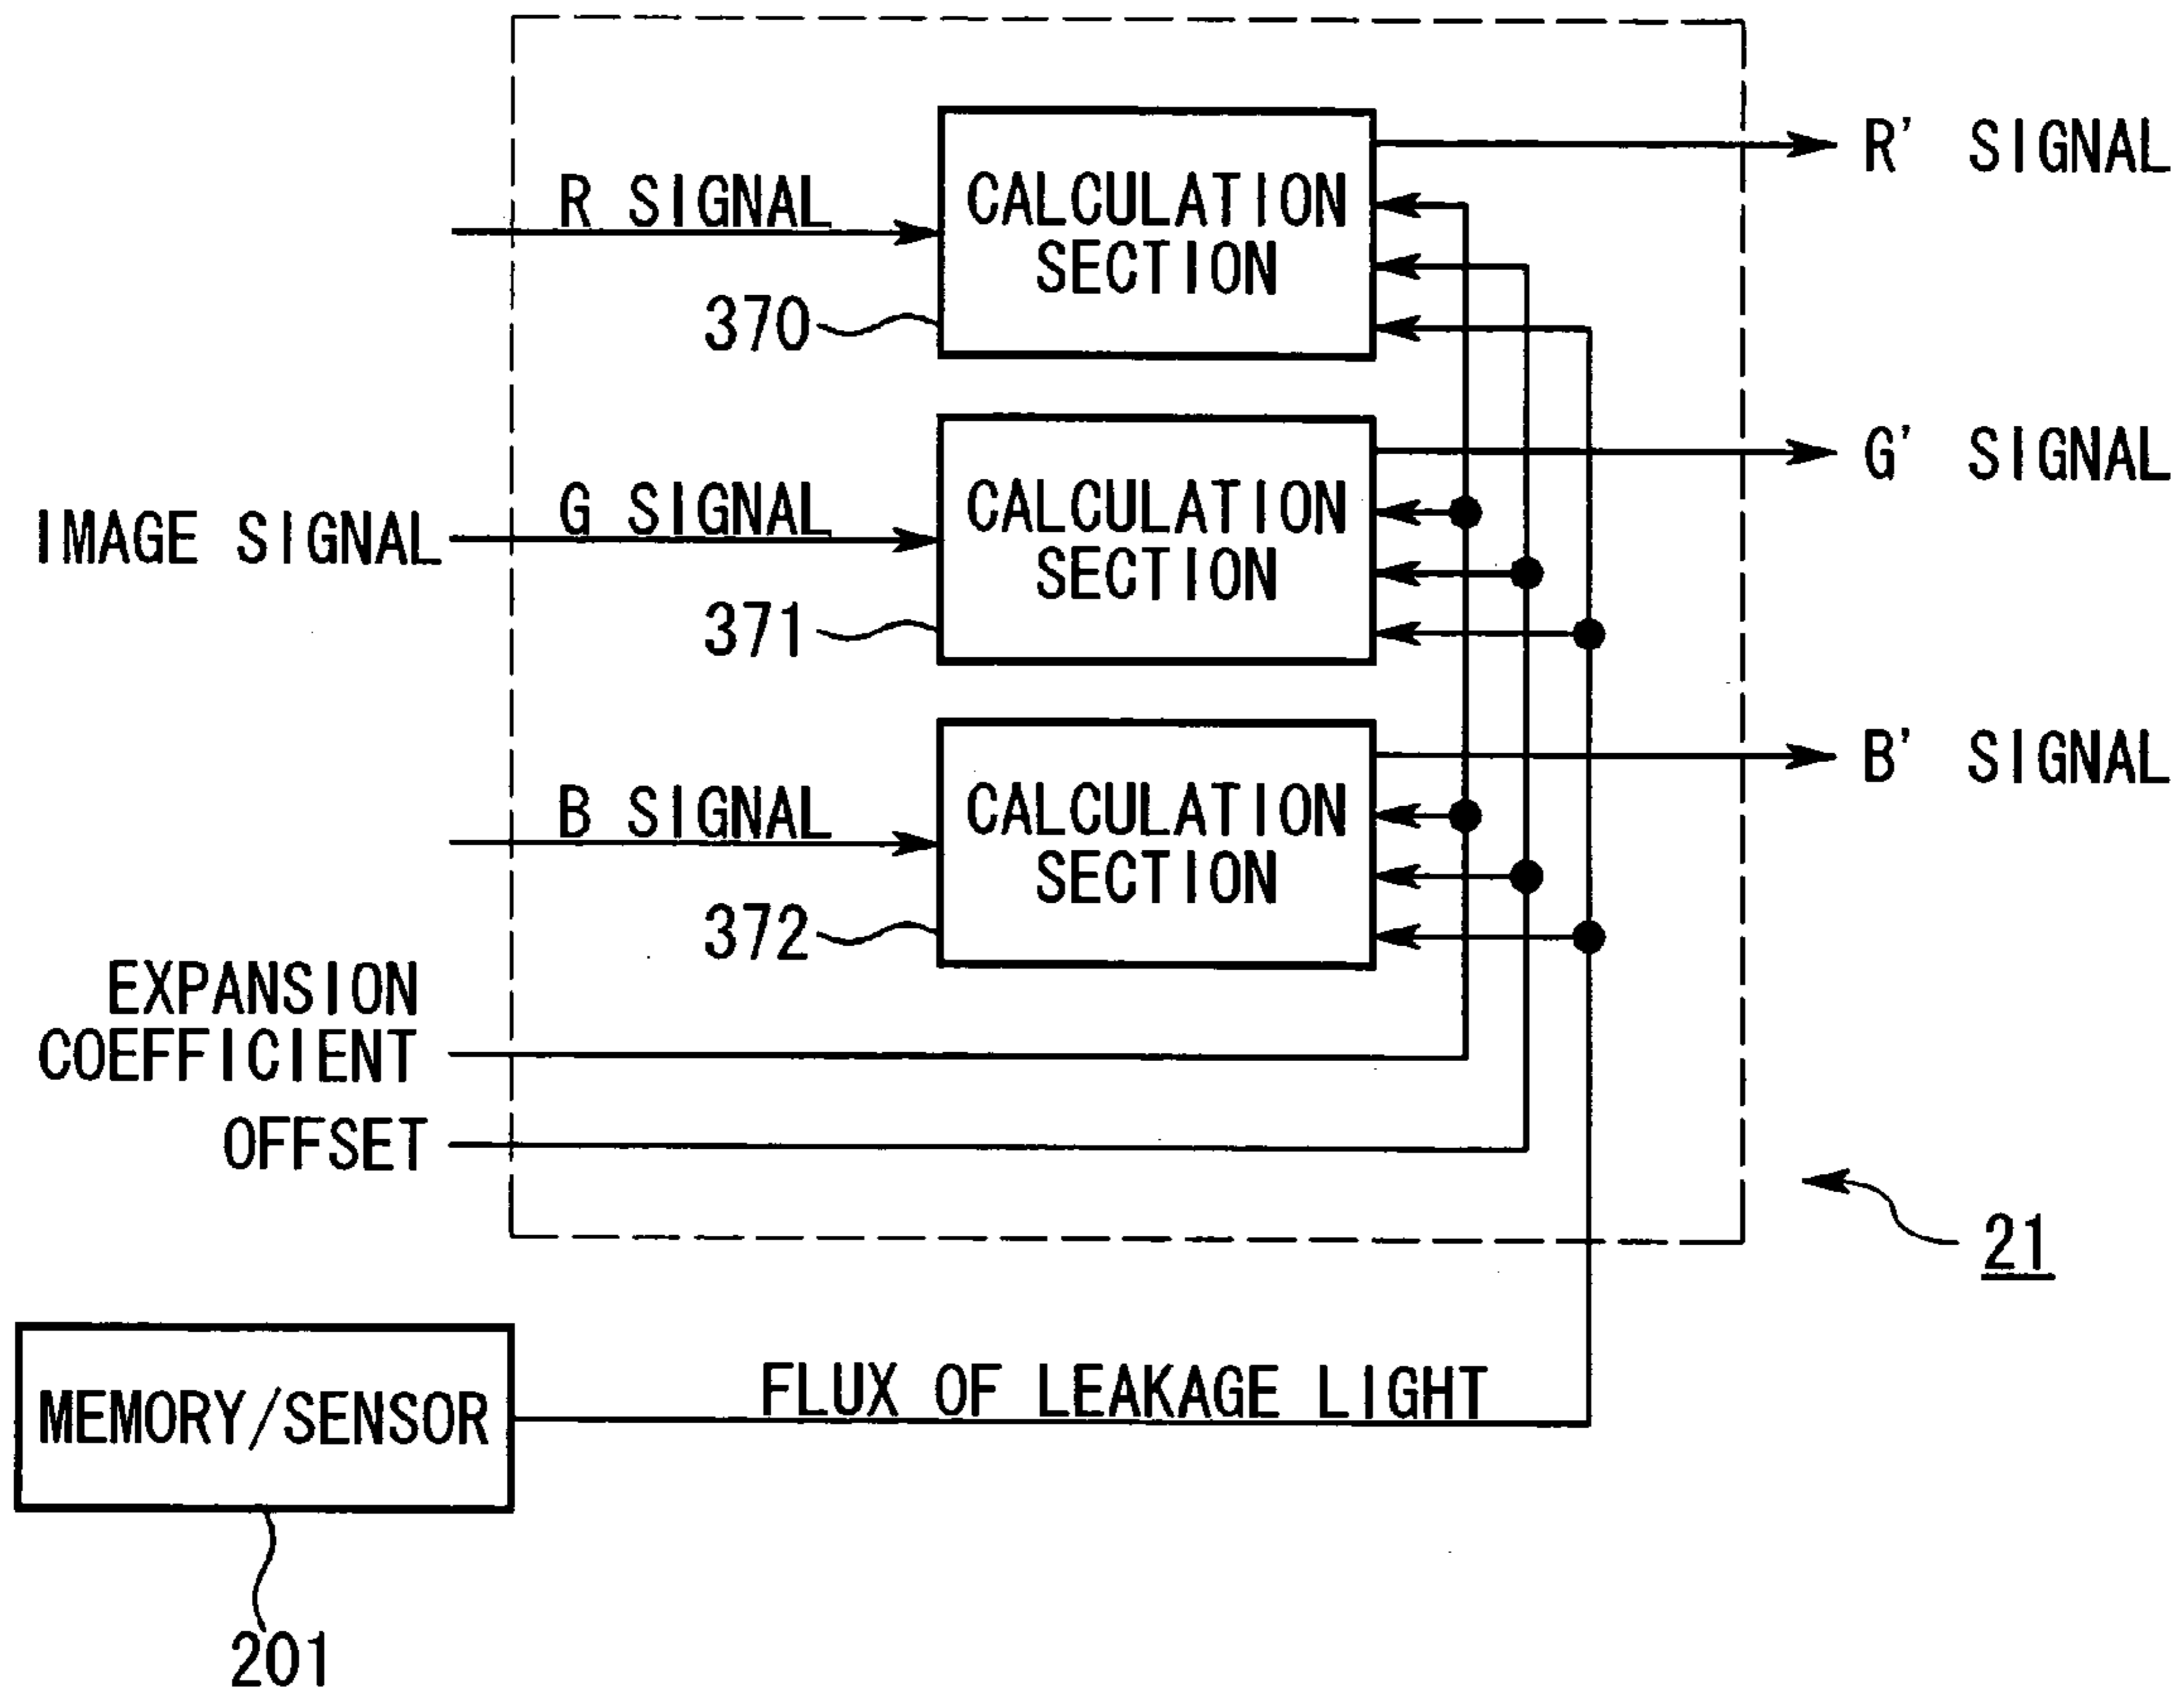 R' SIGNAL
R SIGNAL
CALCULATION
SECTION
370
G' SIGNAL
IMAGE SIGNAL
G SIGNAL
CALCULATION
SECTION
371
B' SIGNAL
B SIGNAL
CALCULATION
SECTION
372
EXPANSION
COEFFICIENT
OFFSET
21
MEMORY/SENSOR
FLUX OF LEAKAGE LIGHT
201